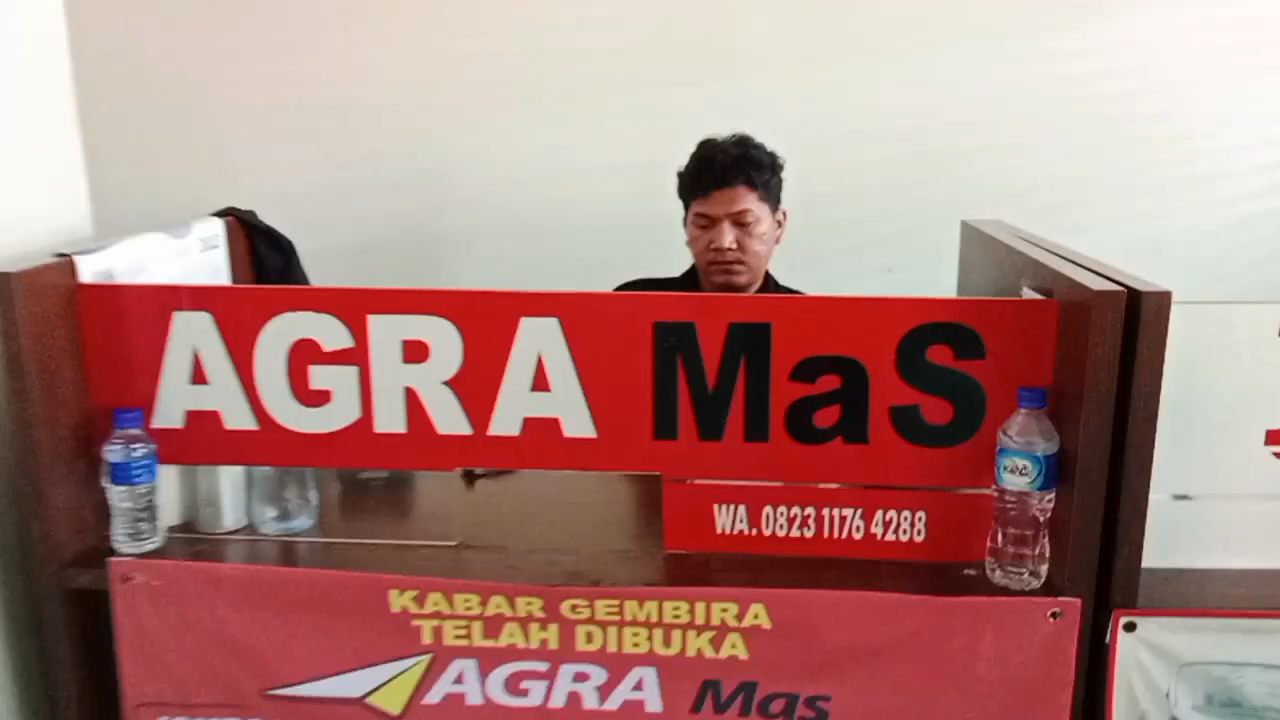 AGRA MaS
WA. 0823 1176 4288
KABAR GEMBIRA
TELAH DIBUKA
AGRA Mas